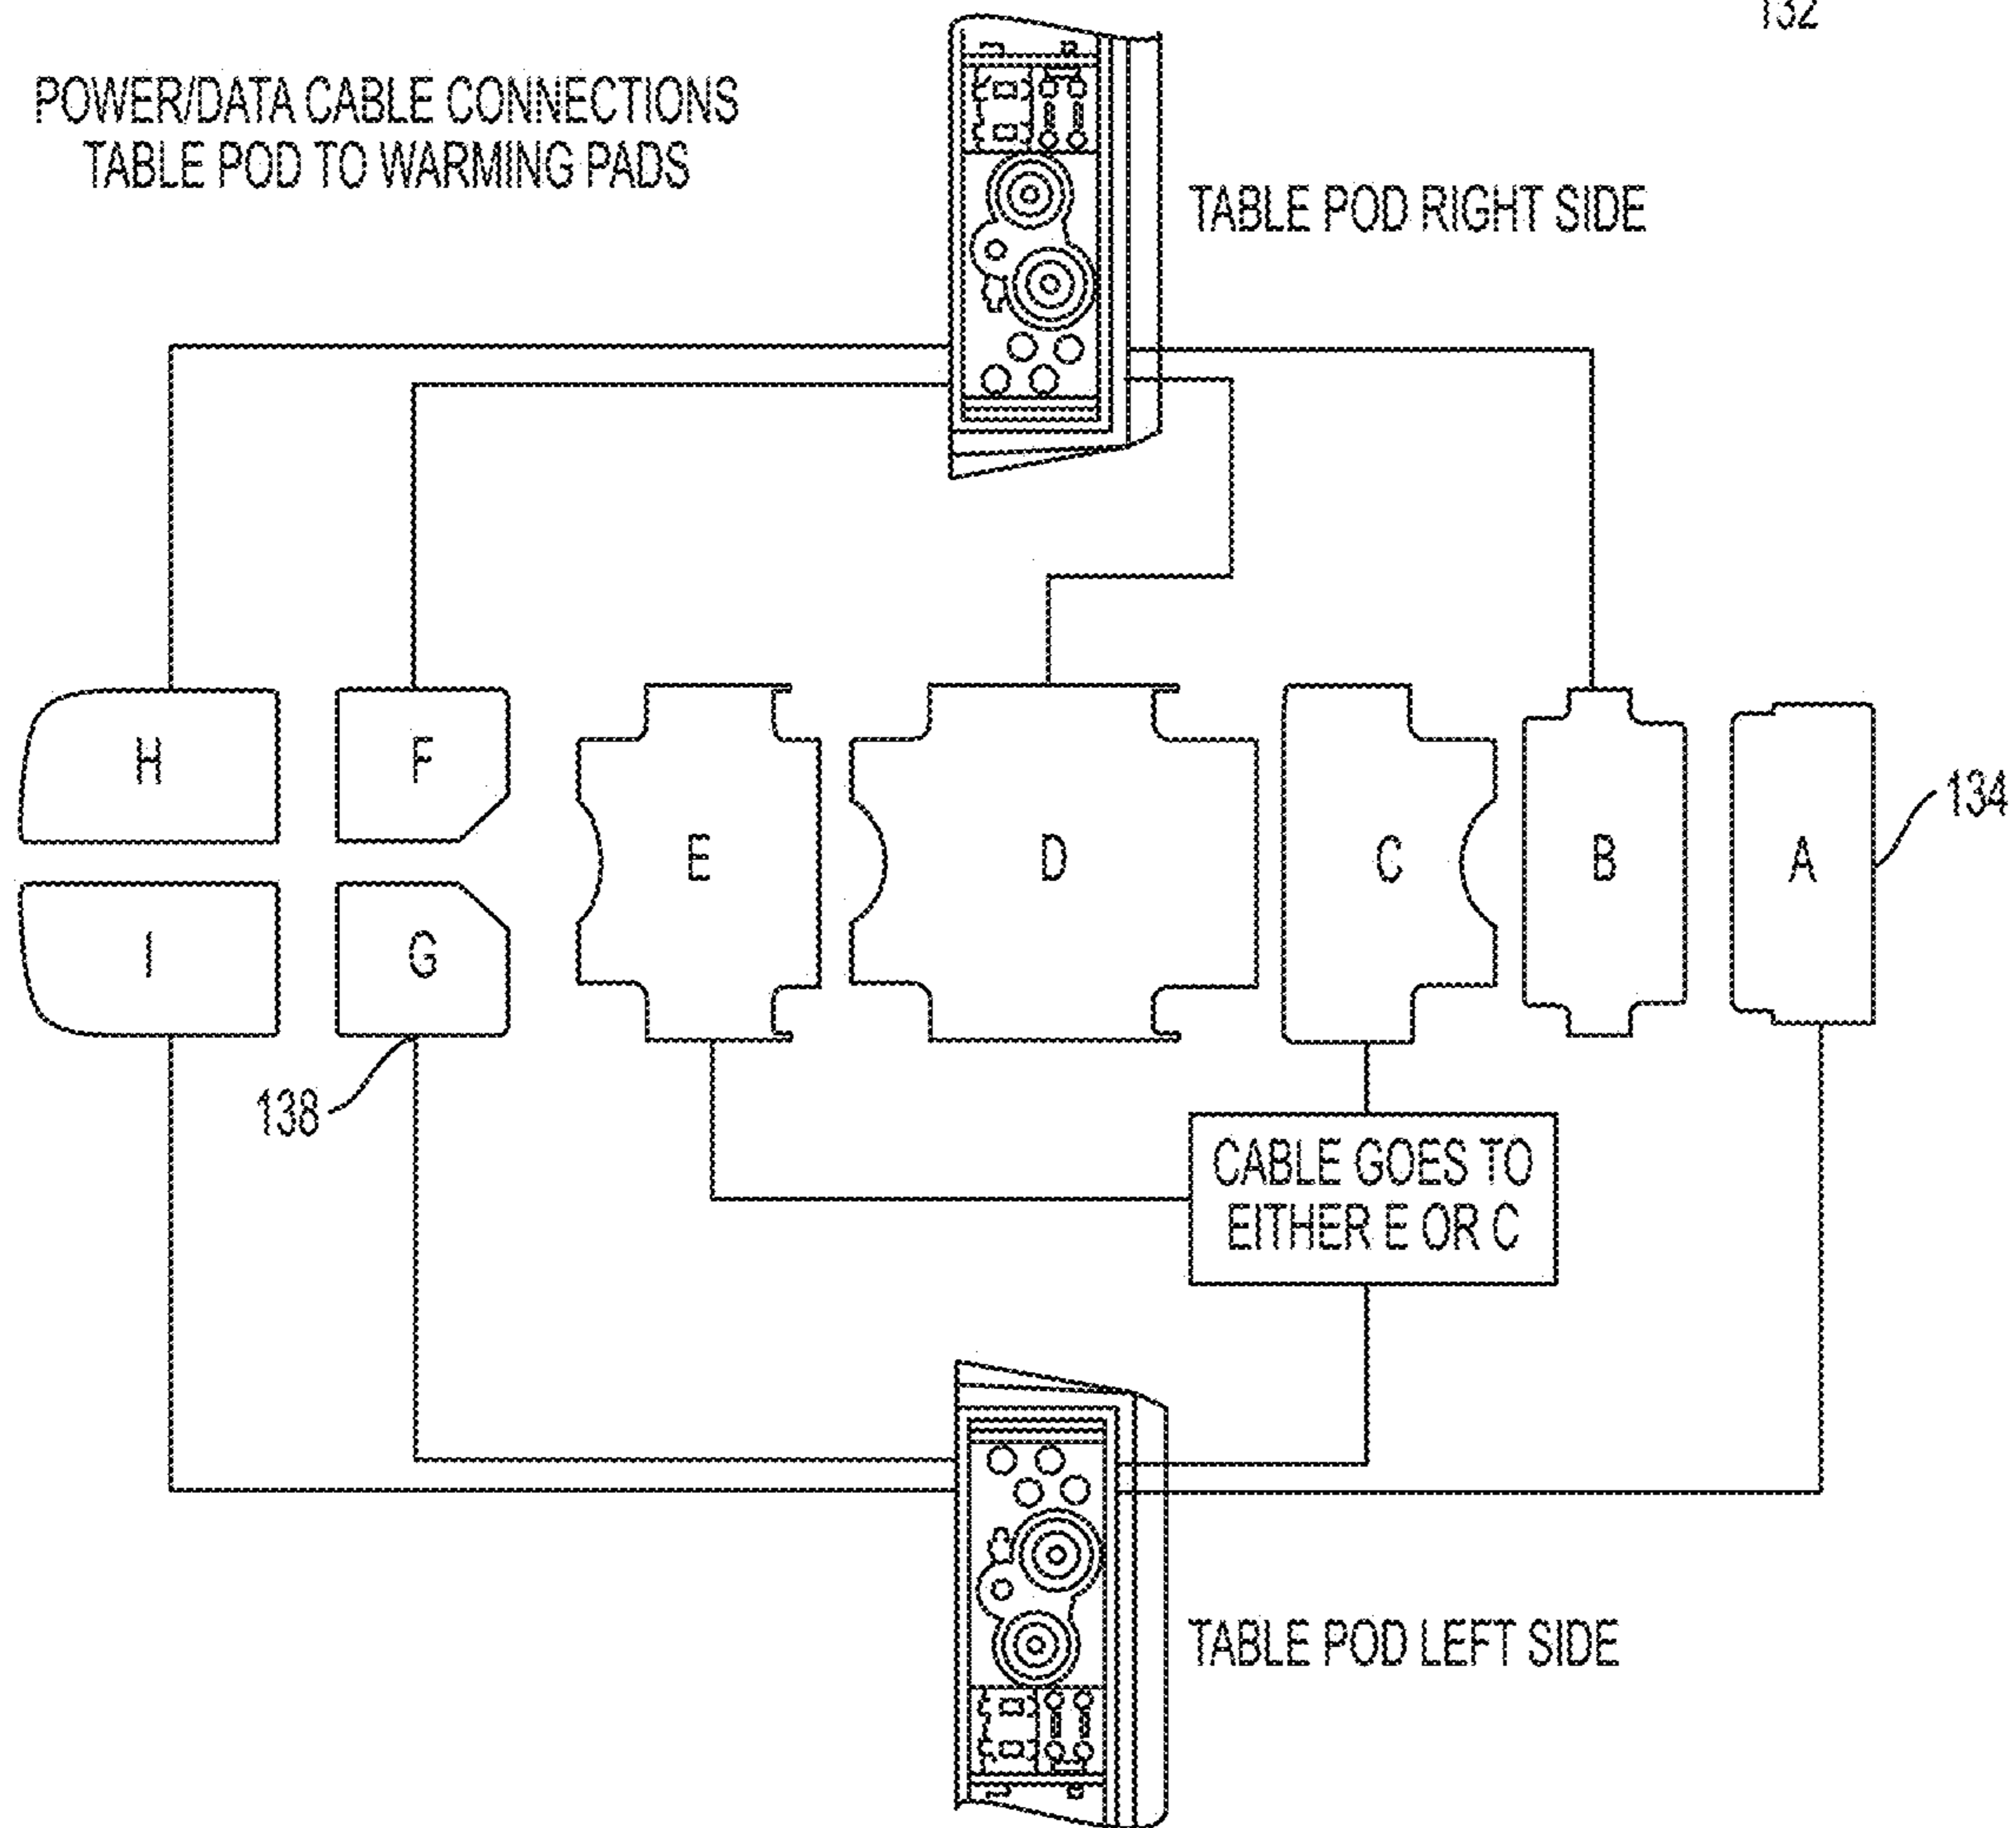 132
POWER/DATA CABLE CONNECTIONS
TABLE POD TO WARMING PADS
TABLE POD RIGHT SIDE
H
F
E
D
C
B
A
134
I
G
138
CABLE GOES TO
EITHER E OR C
TABLE POD LEFT SIDE